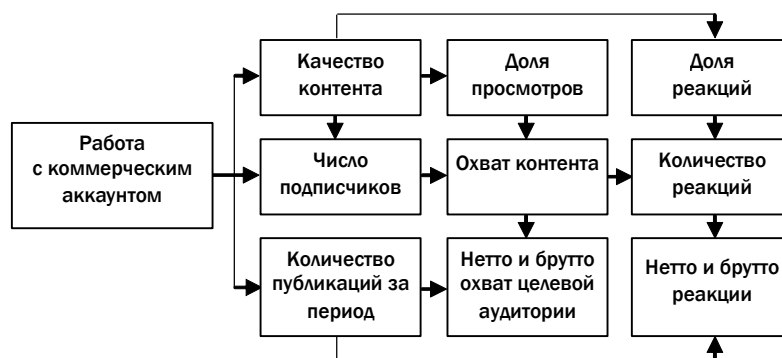 Качество
контента
Доля
просмотров
Доля
реакций
Работа
с коммерческим
аккаунтом
Число
подписчиков
Охват контента
Количество
реакций
Количество
публикаций за
период
Нетто и брутто
охват целевой
аудитории
Нетто и брутто
реакции